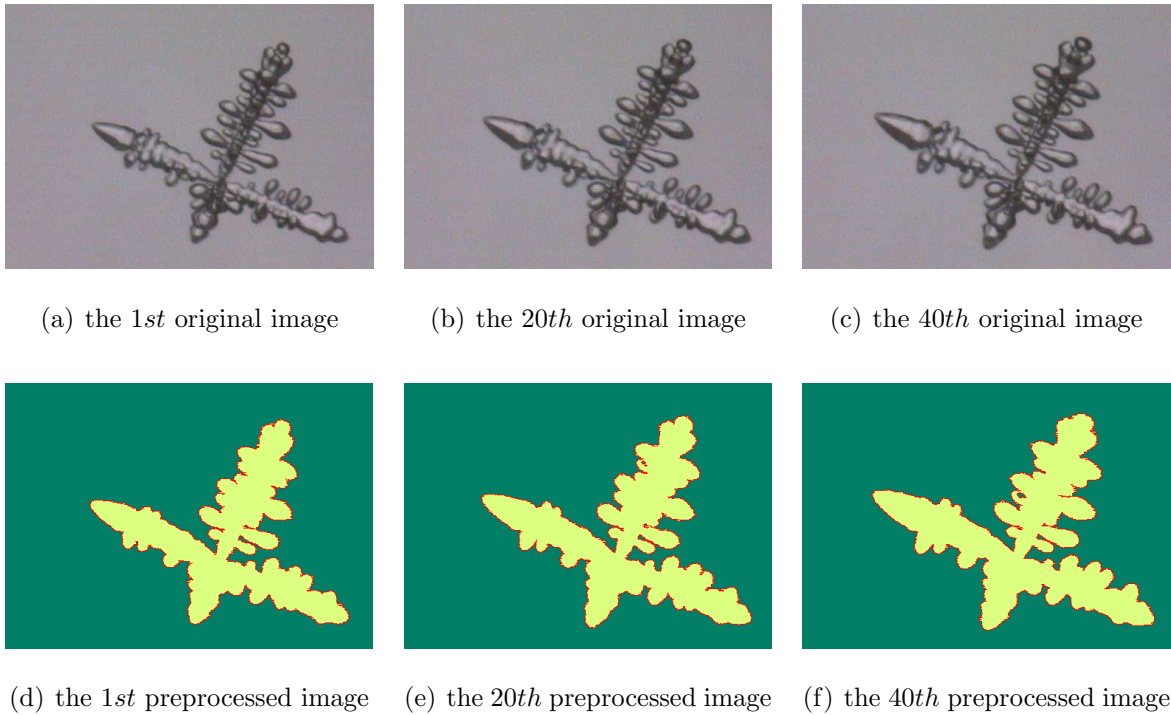 (a) the 1st original image
(b) the 20th original image
(c) the 40th original image
(d) the 1st preprocessed image
(e) the 20th preprocessed image
(f) the 40th preprocessed image